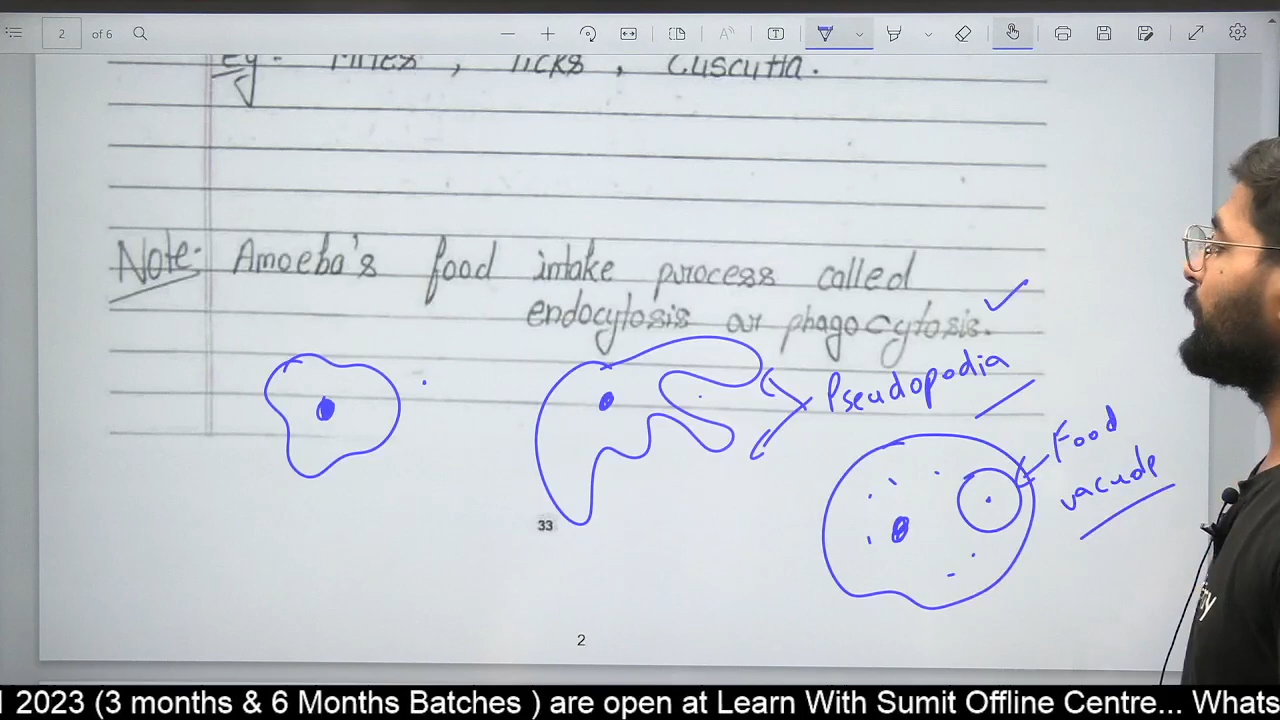 2 of 6
Eg - Mites , Ticks , Cuscutta.
Note:- Amoeba's food intake process called
endocytosis or phagocytosis.
Pseudopodia
Food
vacuole
33
2
2023 (3 months & 6 Months Batches ) are open at Learn With Sumit Offline Centre... Whats